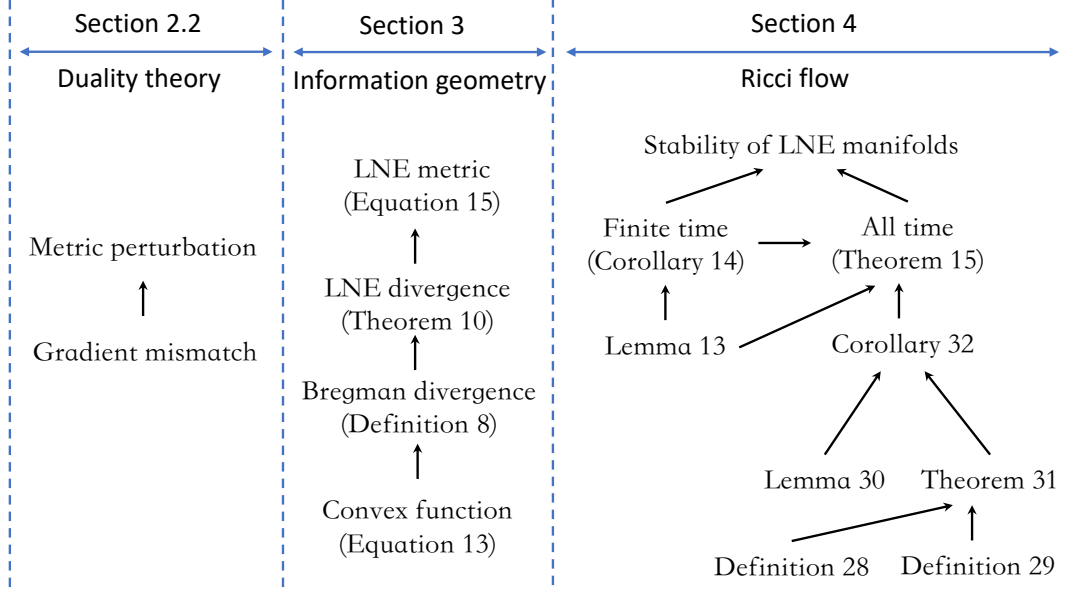 Section 2.2
Duality theory
Metric perturbation
Gradient mismatch
Section 3
Information geometry
LNE metric
(Equation 15)
LNE divergence
(Theorem 10)
Bregman divergence
(Definition 8)
Convex function
(Equation 13)
Section 4
Ricci flow
Stability of LNE manifolds
Finite time
(Corollary 14)
All time
(Theorem 15)
Lemma 13
Corollary 32
Lemma 30
Theorem 31
Definition 28
Definition 29